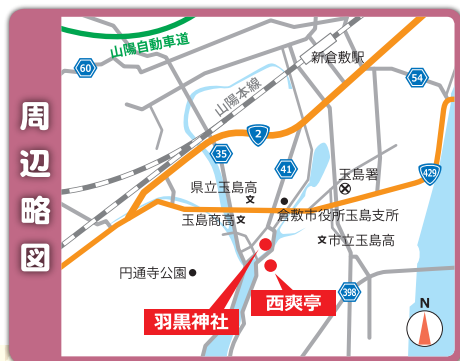 周辺略図
山陽自動車道
60
新倉敷駅
54
山陽本線
2
35
41
429
玉島署
県立玉島高
倉敷市役所玉島支所
玉島商高
市立玉島高
円通寺公園
西爽亭
398
羽黒神社
N